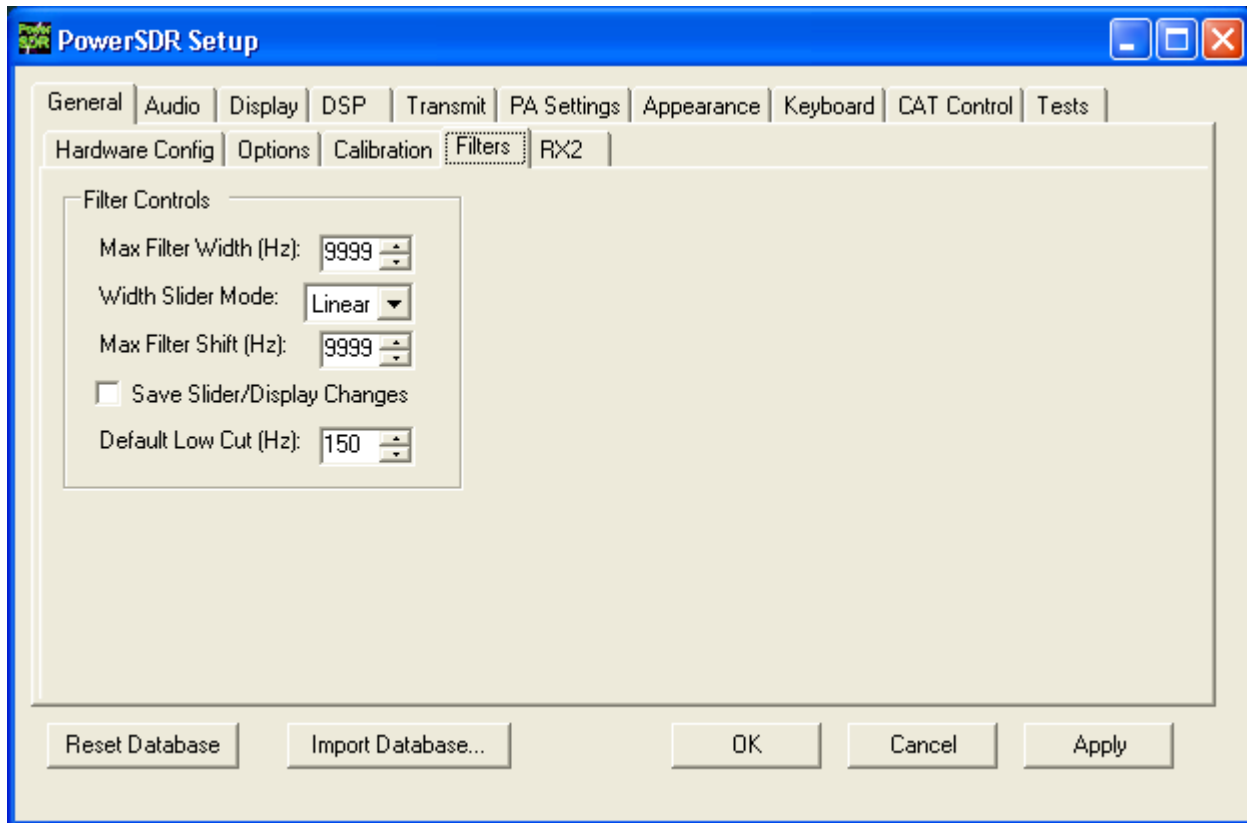 PowerSDR Setup
General Audio Display DSP Transmit PA Settings Appearance Keyboard CAT Control Tests
Hardware Config Options Calibration Filters RX2
Filter Controls
Max Filter Width (Hz): 9999
Width Slider Mode: Linear
Max Filter Shift (Hz): 9999
Save Slider/Display Changes
Default Low Cut (Hz): 150
Reset Database Import Database... OK Cancel Apply